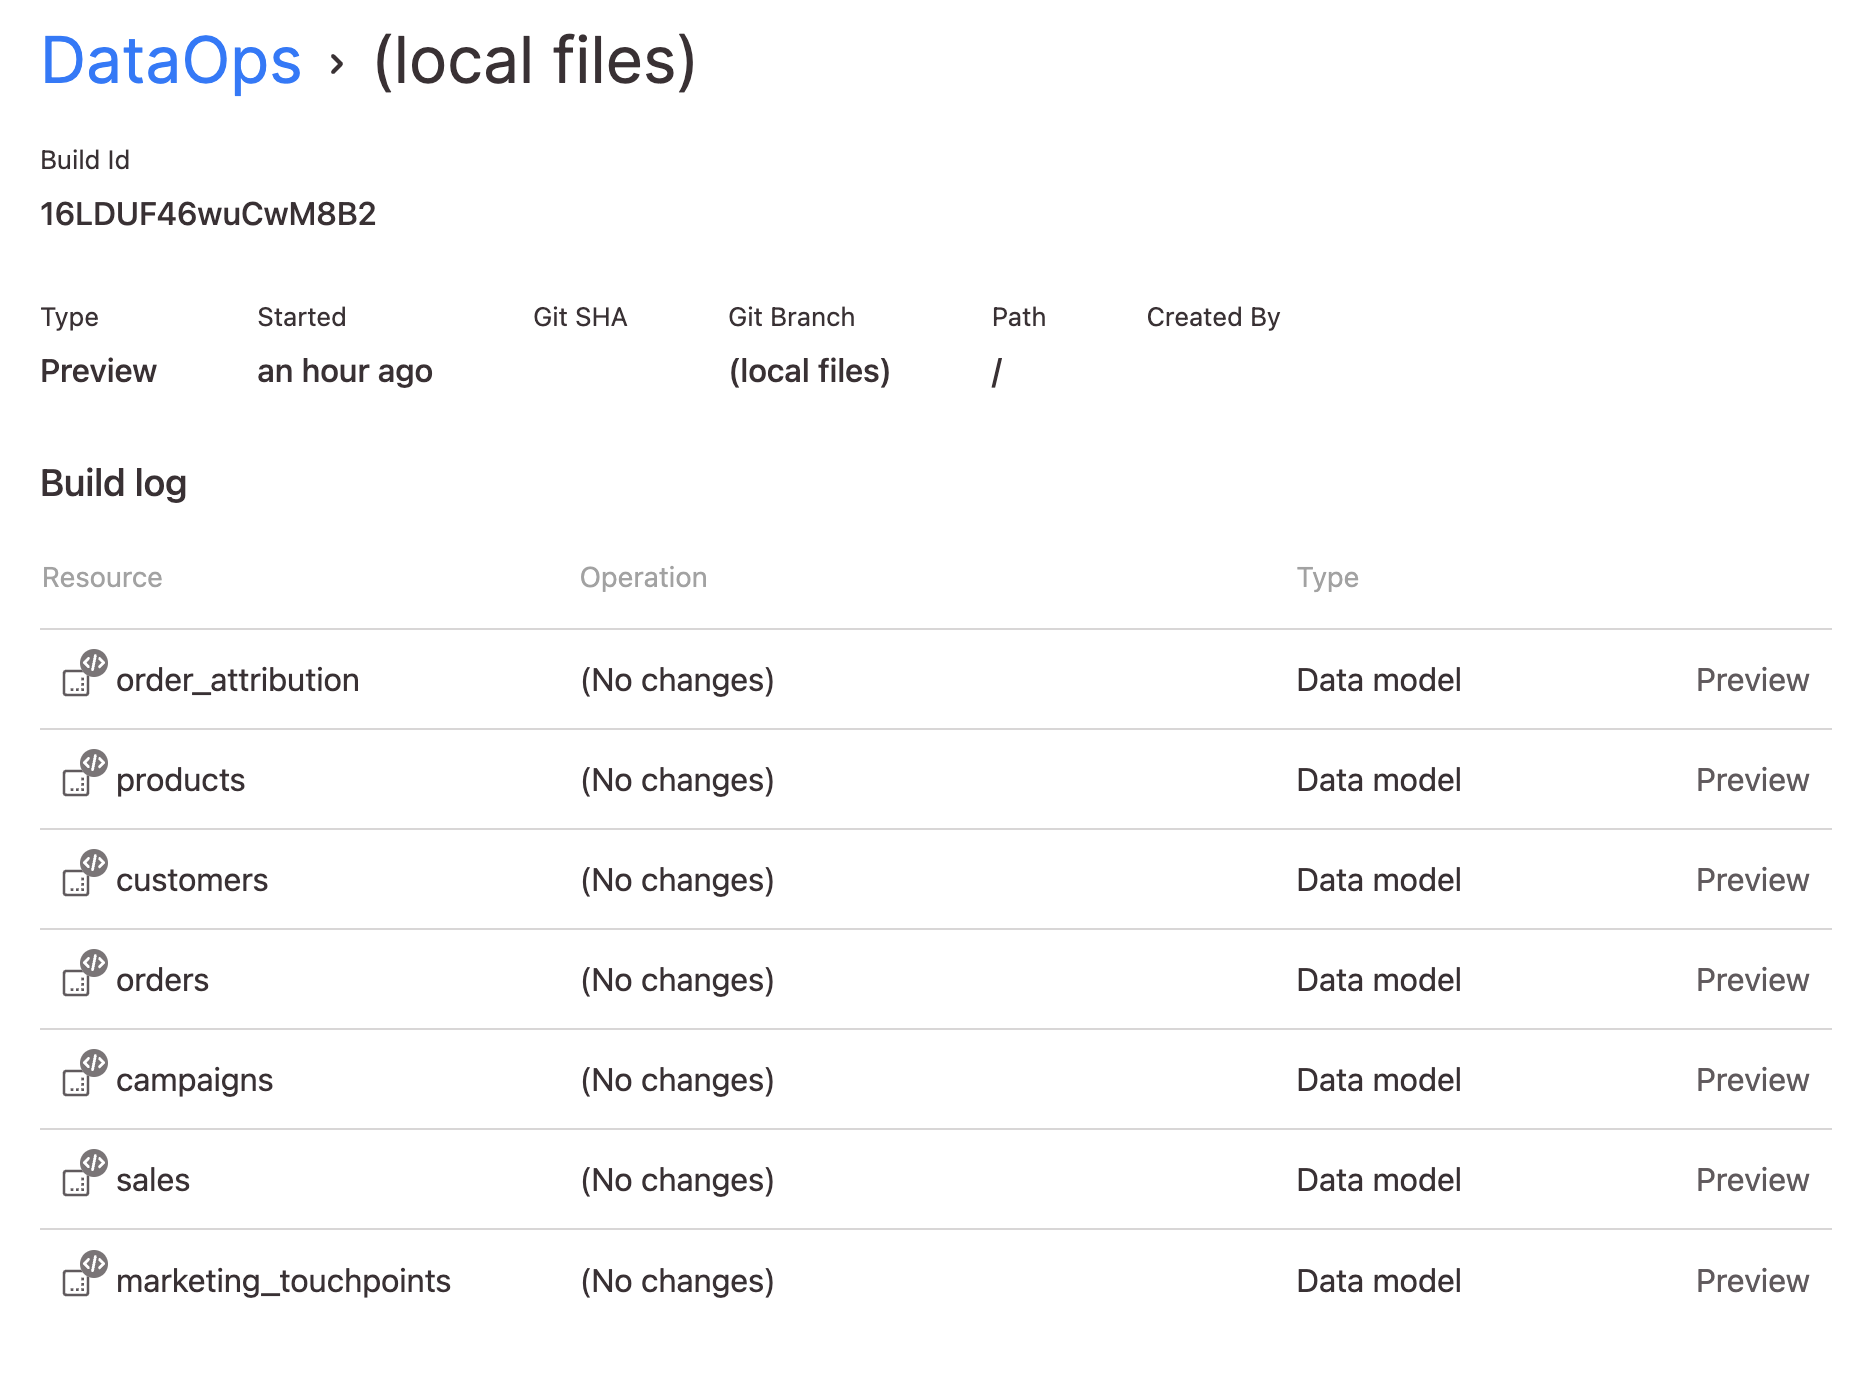 DataOps › (local files)
Build Id
16LDUF46wuCwM8B2
Type Started Git SHA Git Branch Path Created By
Preview an hour ago (local files) /
Build log
Resource Operation Type
order_attribution (No changes) Data model Preview
products (No changes) Data model Preview
customers (No changes) Data model Preview
orders (No changes) Data model Preview
campaigns (No changes) Data model Preview
sales (No changes) Data model Preview
marketing_touchpoints (No changes) Data model Preview